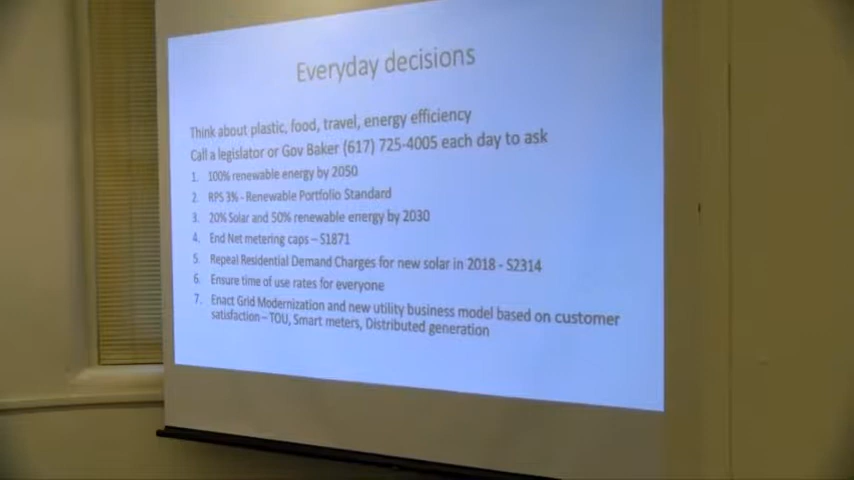 Everyday decisions
Think about plastic, food, travel, energy efficiency
Call a legislator or Gov Baker (617) 725-4005 each day to ask
1. 100% renewable energy by 2050
2. RPS 3% - Renewable Portfolio Standard
3. 20% Solar and 50% renewable energy by 2030
4. End Net metering caps – S1871
5. Repeal Residential Demand Charges for new solar in 2018 - S2314
6. Ensure time of use rates for everyone
7. Enact Grid Modernization and new utility business model based on customer
satisfaction – TOU, Smart meters, Distributed generation